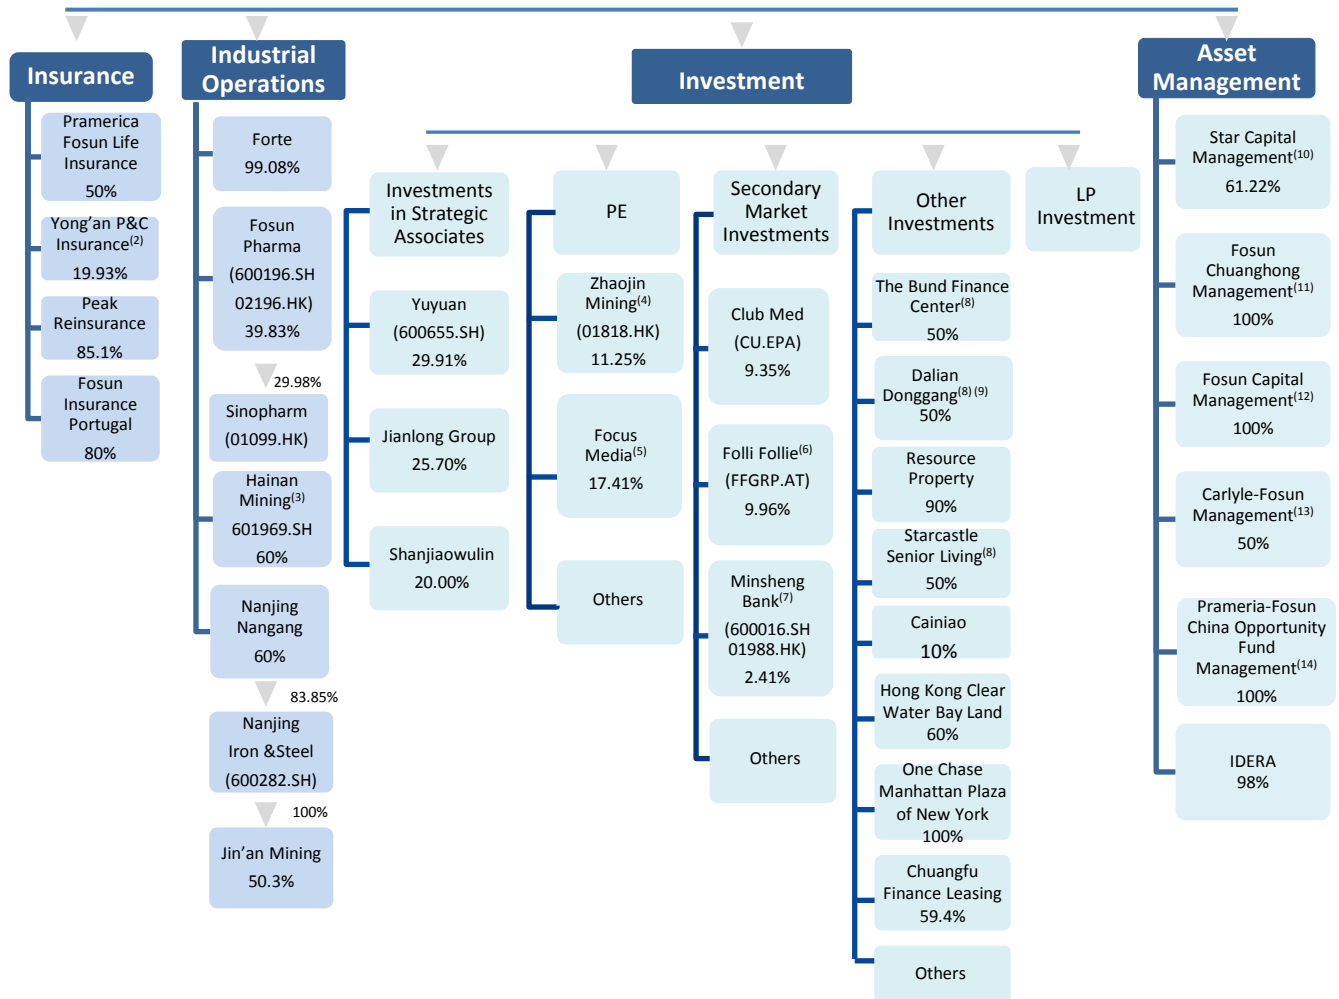 Insurance
Pramerica
Fosun Life
Insurance
50%
Yong'an P&C
Insurance(2)
19.93%
Peak
Reinsurance
85.1%
Fosun
Insurance
Portugal
80%
Industrial
Operations
Forte
99.08%
Fosun
Pharma
(600196.SH
02196.HK)
39.83%
29.98%
Sinopharm
(01099.HK)
Hainan
Mining(3)
601969.SH
60%
Nanjing
Nangang
60%
83.85%
Nanjing
Iron &Steel
(600282.SH)
100%
Jin'an Mining
50.3%
Investment
Investments
in Strategic
Associates
Yuyuan
(600655.SH)
29.91%
Jianlong Group
25.70%
Shanjiaowulin
20.00%
PE
Zhaojin
Mining(4)
(01818.HK)
11.25%
Focus
Media(5)
17.41%
Others
Secondary
Market
Investments
Club Med
(CU.EPA)
9.35%
Folli Follie(6)
(FFGRP.AT)
9.96%
Minsheng
Bank(7)
(600016.SH
01988.HK)
2.41%
Others
Other
Investments
The Bund Finance
Center(8)
50%
Dalian
Donggang(8) (9)
50%
Resource
Property
90%
Starcastle
Senior Living(8)
50%
Cainiao
10%
Hong Kong Clear
Water Bay Land
60%
One Chase
Manhattan Plaza
of New York
100%
Chuangfu
Finance Leasing
59.4%
Others
LP
Investment
Asset
Management
Star Capital
Management(10)
61.22%
Fosun
Chuanghong
Management(11)
100%
Fosun Capital
Management(12)
100%
Carlyle-Fosun
Management(13)
50%
Prameria-Fosun
China Opportunity
Fund
Management(14)
100%
IDERA
98%